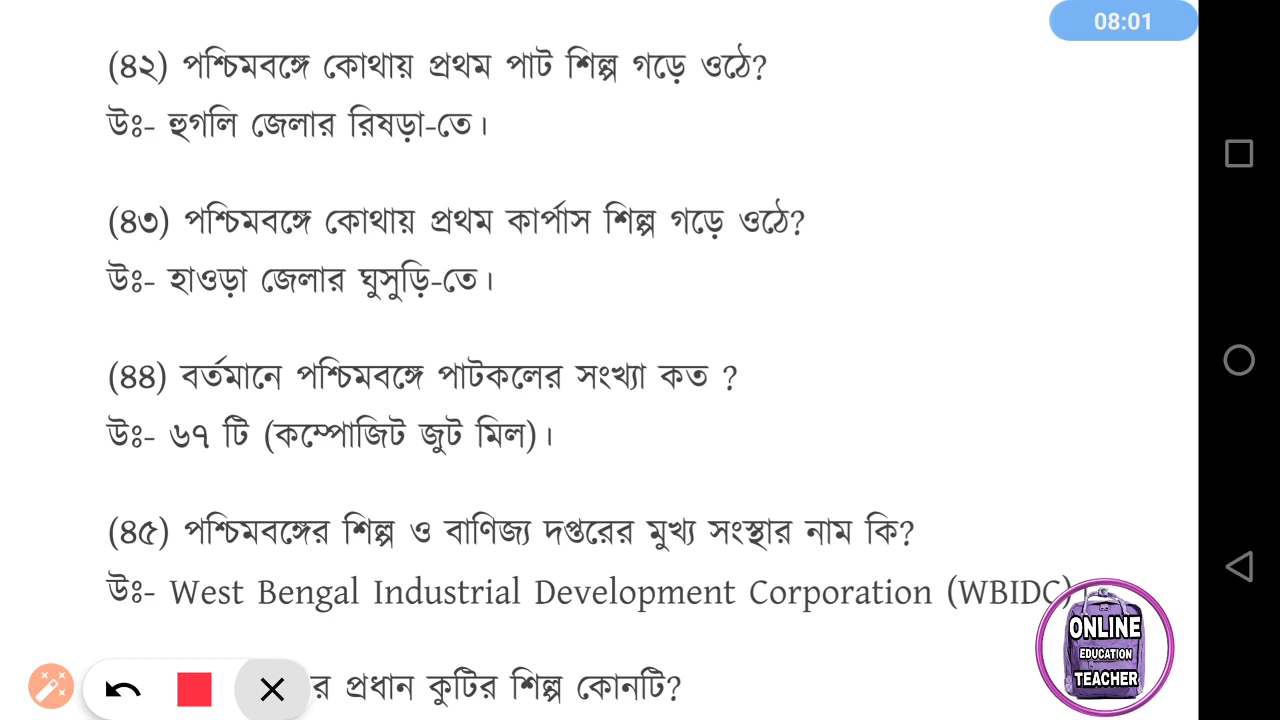 08:01
(৪২) পশ্চিমবঙ্গে কোথায় প্রথম পাট শিল্প গড়ে ওঠে?
উঃ- হুগলি জেলার রিষড়া-তে।
(৪৩) পশ্চিমবঙ্গে কোথায় প্রথম কার্পাস শিল্প গড়ে ওঠে?
উঃ- হাওড়া জেলার ঘুসুড়ি-তে।
(৪৪) বর্তমানে পশ্চিমবঙ্গে পাটকলের সংখ্যা কত ?
উঃ- ৬৭ টি (কম্পোজিট জুট মিল)।
(৪৫) পশ্চিমবঙ্গের শিল্প ও বাণিজ্য দপ্তরের মুখ্য সংস্থার নাম কি?
উঃ- West Bengal Industrial Development Corporation (WBIDC)
প্রধান কুটির শিল্প কোনটি?
ONLINE
EDUCATION
TEACHER